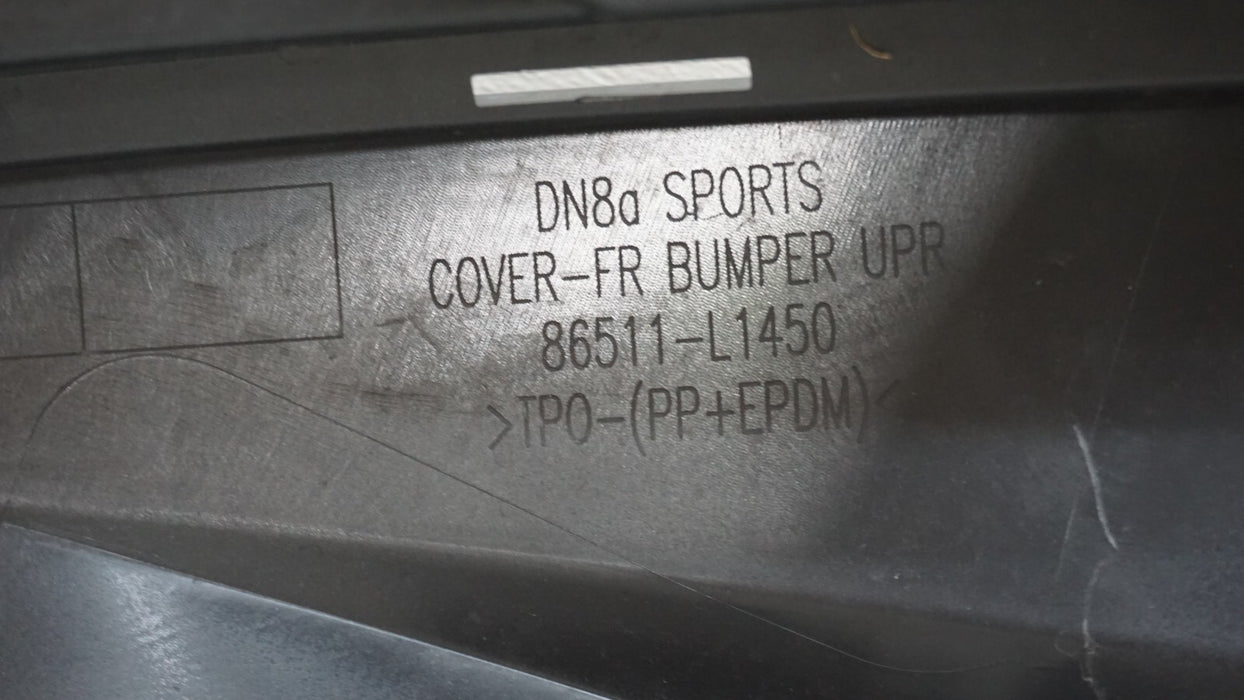 DN8a SPORTS
COVER-FR BUMPER UPR
86511-L1450
>TPO-(PP+EPDM)<